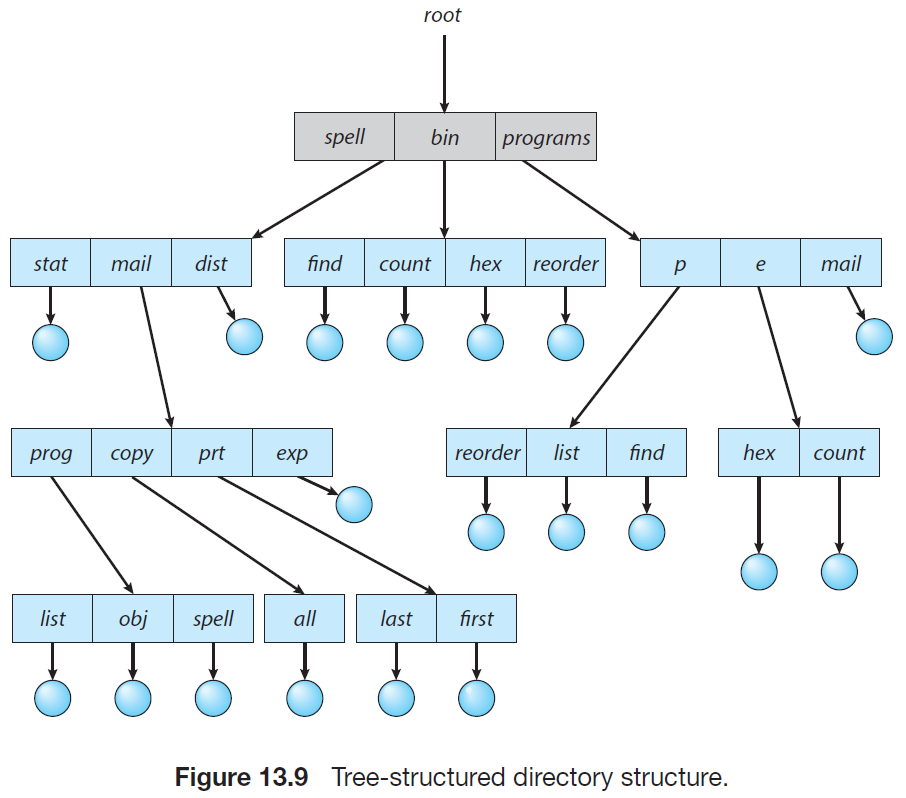 root
spell bin programs
stat mail dist find count hex reorder p e mail
prog copy prt exp reorder list find hex count
list obj spell all last first
Figure 13.9 Tree-structured directory structure.